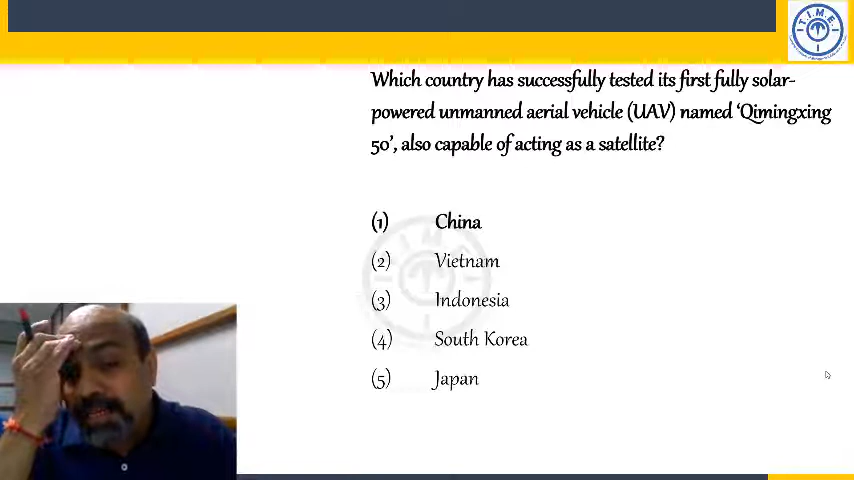 T.I.M.E.
Which country has successfully tested its first fully solar-
powered unmanned aerial vehicle (UAV) named ‘Qimingxing
50’, also capable of acting as a satellite?
(1) China
(2) Vietnam
(3) Indonesia
(4) South Korea
(5) Japan